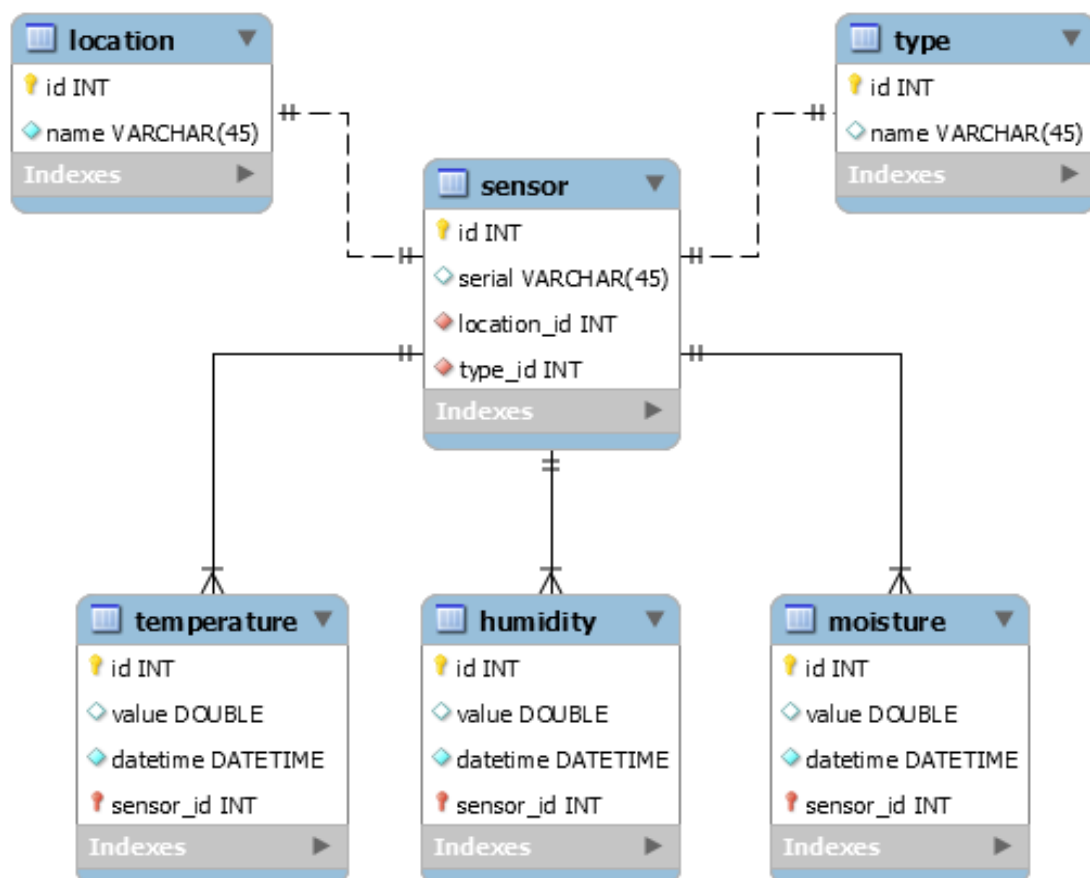 location
id INT
name VARCHAR(45)
Indexes
type
id INT
name VARCHAR(45)
Indexes
sensor
id INT
serial VARCHAR(45)
location_id INT
type_id INT
Indexes
temperature
id INT
value DOUBLE
datetime DATETIME
sensor_id INT
Indexes
humidity
id INT
value DOUBLE
datetime DATETIME
sensor_id INT
Indexes
moisture
id INT
value DOUBLE
datetime DATETIME
sensor_id INT
Indexes